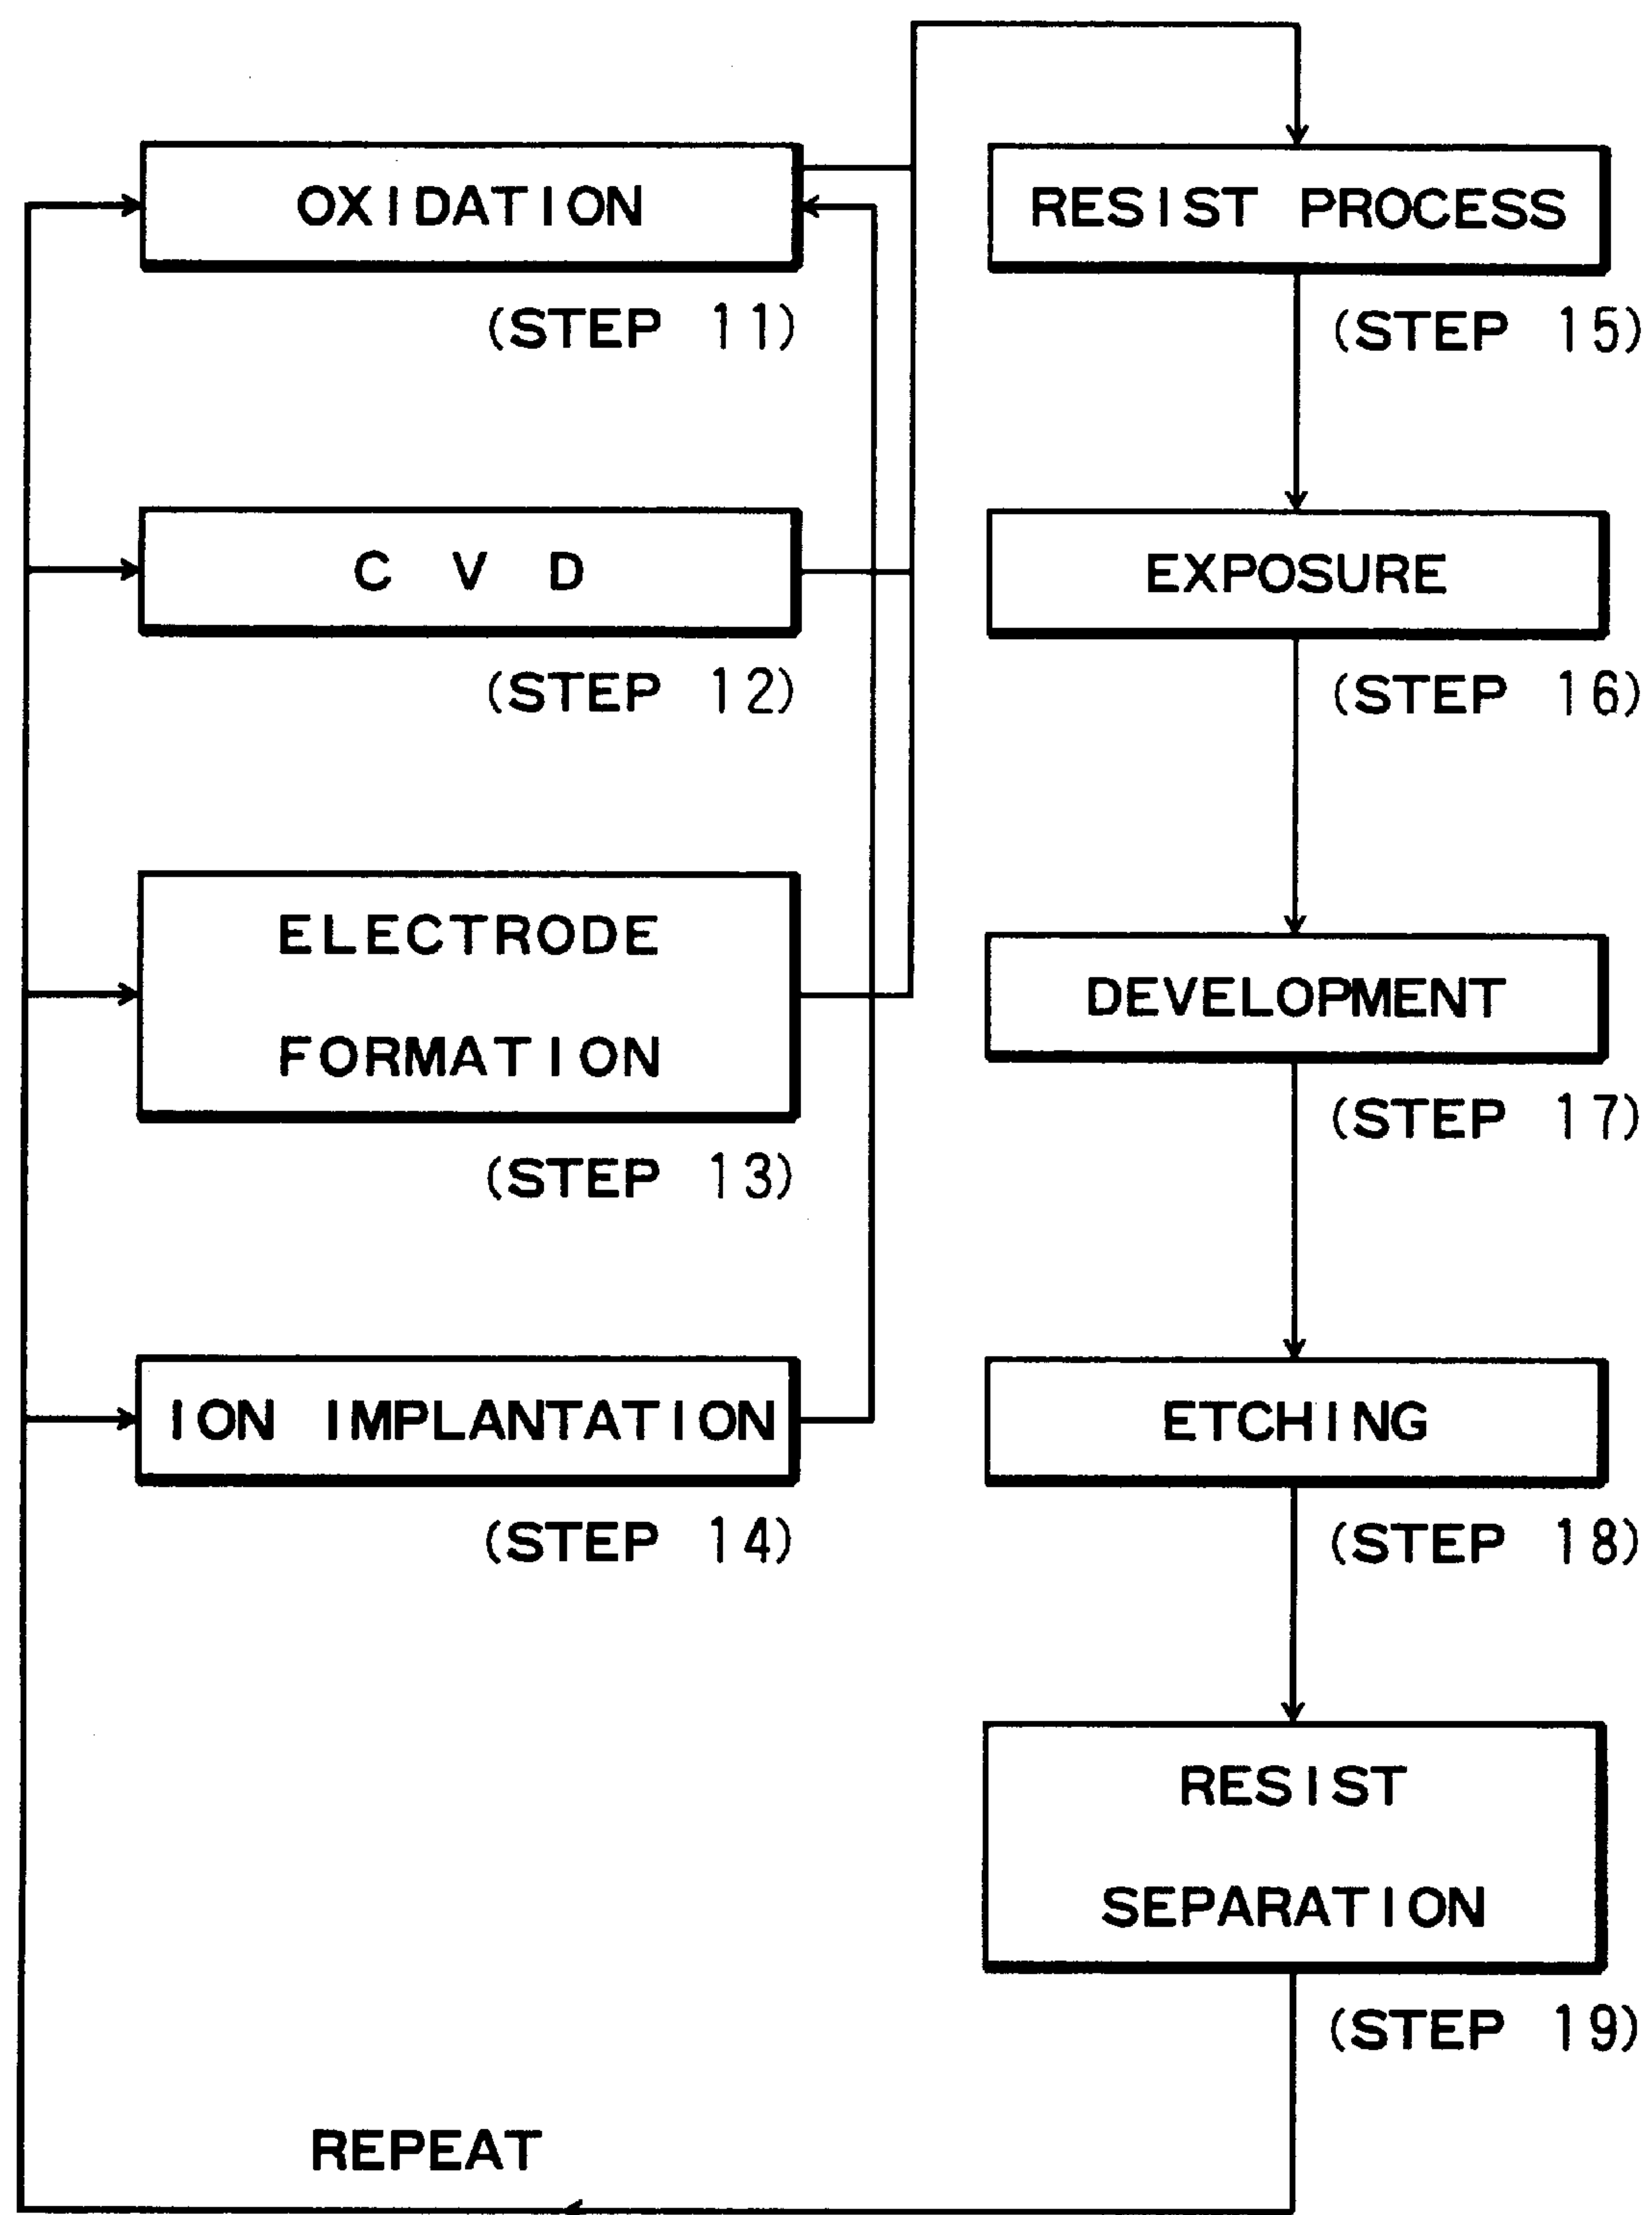 OXIDATION
(STEP 11)
C V D
(STEP 12)
ELECTRODE
FORMATION
(STEP 13)
ION IMPLANTATION
(STEP 14)
RESIST PROCESS
(STEP 15)
EXPOSURE
(STEP 16)
DEVELOPMENT
(STEP 17)
ETCHING
(STEP 18)
RESIST
SEPARATION
(STEP 19)
REPEAT